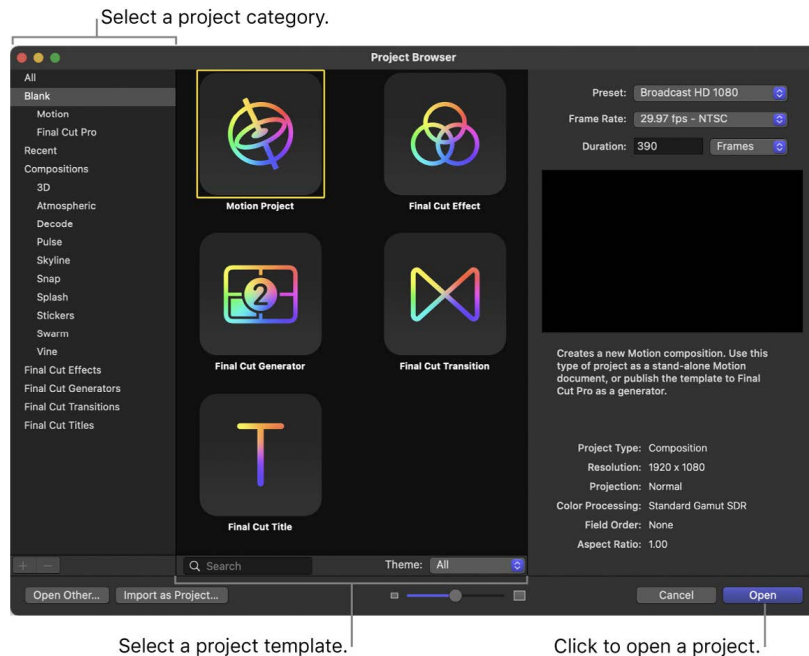 Select a project category.
Project Browser
All
Blank
Motion
Final Cut Pro
Recent
Compositions
3D
Atmospheric
Decode
Pulse
Skyline
Snap
Splash
Stickers
Swarm
Vine
Final Cut Effects
Final Cut Generators
Final Cut Transitions
Final Cut Titles
Motion Project
Final Cut Effect
2
Final Cut Generator
Final Cut Transition
T
Final Cut Title
Search
Theme: All
Preset: Broadcast HD 1080
Frame Rate: 29.97 fps - NTSC
Duration: 390 Frames
Creates a new Motion composition. Use this
type of project as a stand-alone Motion
document, or publish the template to Final
Cut Pro as a generator.
Project Type: Composition
Resolution: 1920 x 1080
Projection: Normal
Color Processing: Standard Gamut SDR
Field Order: None
Aspect Ratio: 1.00
Open Other...
Import as Project...
Cancel
Open
Select a project template.
Click to open a project.